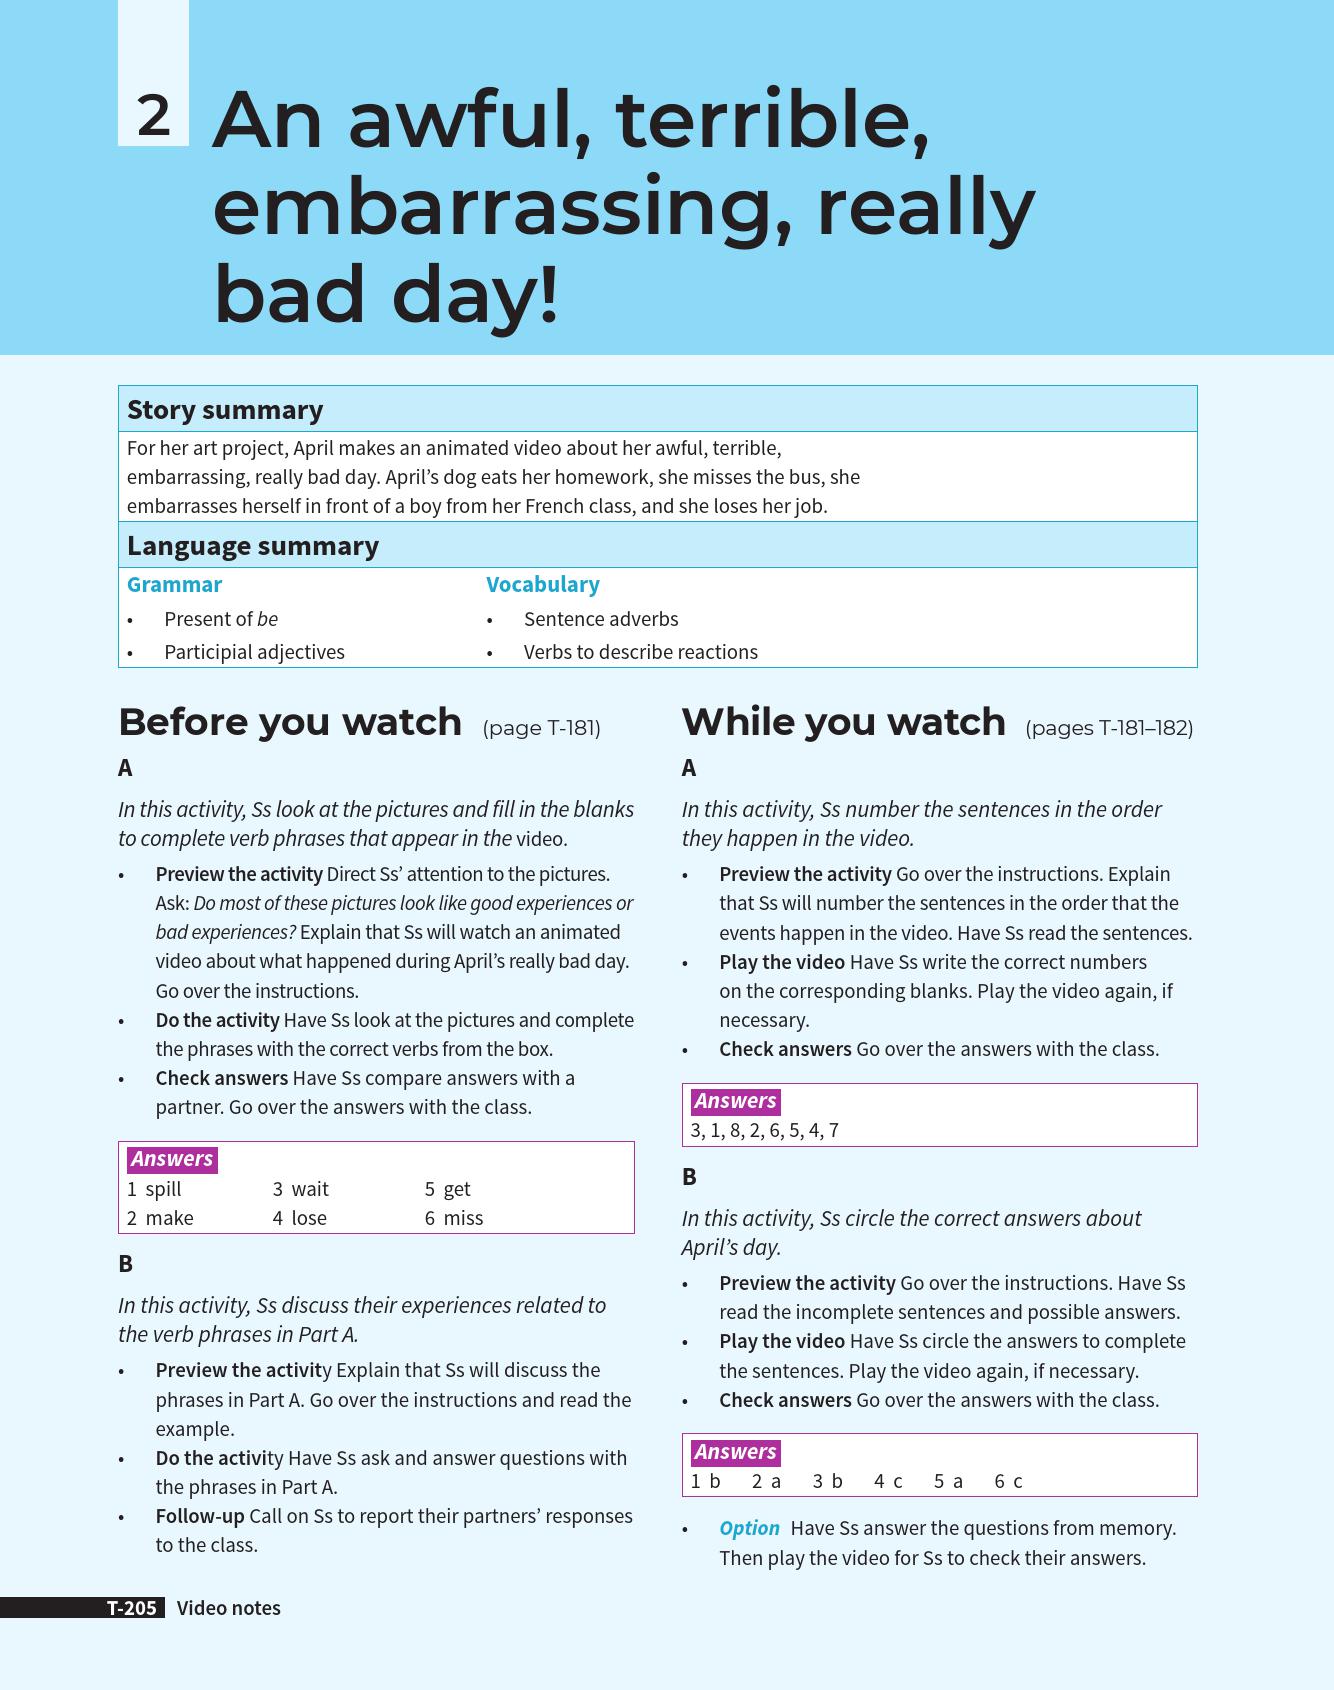 2
An awful, terrible,
embarrassing, really
bad day!
Story summary
For her art project, April makes an animated video about her awful, terrible,
embarrassing, really bad day. April’s dog eats her homework, she misses the bus, she
embarrasses herself in front of a boy from her French class, and she loses her job.
Language summary
Grammar
• Present of be
• Participial adjectives
Vocabulary
• Sentence adverbs
• Verbs to describe reactions
Before you watch (page T-181)
A
In this activity, Ss look at the pictures and fill in the blanks
to complete verb phrases that appear in the video.
• Preview the activity Direct Ss’ attention to the pictures.
Ask: Do most of these pictures look like good experiences or
bad experiences? Explain that Ss will watch an animated
video about what happened during April’s really bad day.
Go over the instructions.
• Do the activity Have Ss look at the pictures and complete
the phrases with the correct verbs from the box.
• Check answers Have Ss compare answers with a
partner. Go over the answers with the class.
Answers
1 spill 3 wait 5 get
2 make 4 lose 6 miss
B
In this activity, Ss discuss their experiences related to
the verb phrases in Part A.
• Preview the activity Explain that Ss will discuss the
phrases in Part A. Go over the instructions and read the
example.
• Do the activity Have Ss ask and answer questions with
the phrases in Part A.
• Follow-up Call on Ss to report their partners’ responses
to the class.
While you watch (pages T-181–182)
A
In this activity, Ss number the sentences in the order
they happen in the video.
• Preview the activity Go over the instructions. Explain
that Ss will number the sentences in the order that the
events happen in the video. Have Ss read the sentences.
• Play the video Have Ss write the correct numbers
on the corresponding blanks. Play the video again, if
necessary.
• Check answers Go over the answers with the class.
Answers
3, 1, 8, 2, 6, 5, 4, 7
B
In this activity, Ss circle the correct answers about
April’s day.
• Preview the activity Go over the instructions. Have Ss
read the incomplete sentences and possible answers.
• Play the video Have Ss circle the answers to complete
the sentences. Play the video again, if necessary.
• Check answers Go over the answers with the class.
Answers
1 b 2 a 3 b 4 c 5 a 6 c
• Option Have Ss answer the questions from memory.
Then play the video for Ss to check their answers.
T-205 Video notes